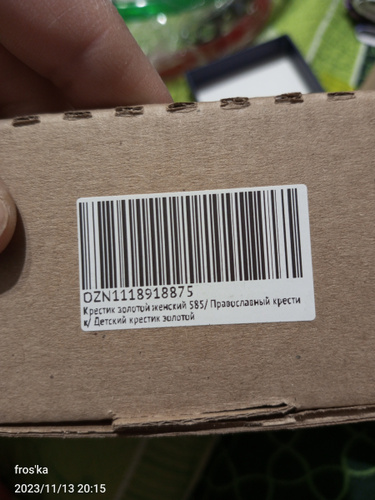 OZN1118918875
Крестик золотой женский 585/ Православный крести
к/ Детский крестик золотой
fros'ka
2023/11/13 20:15